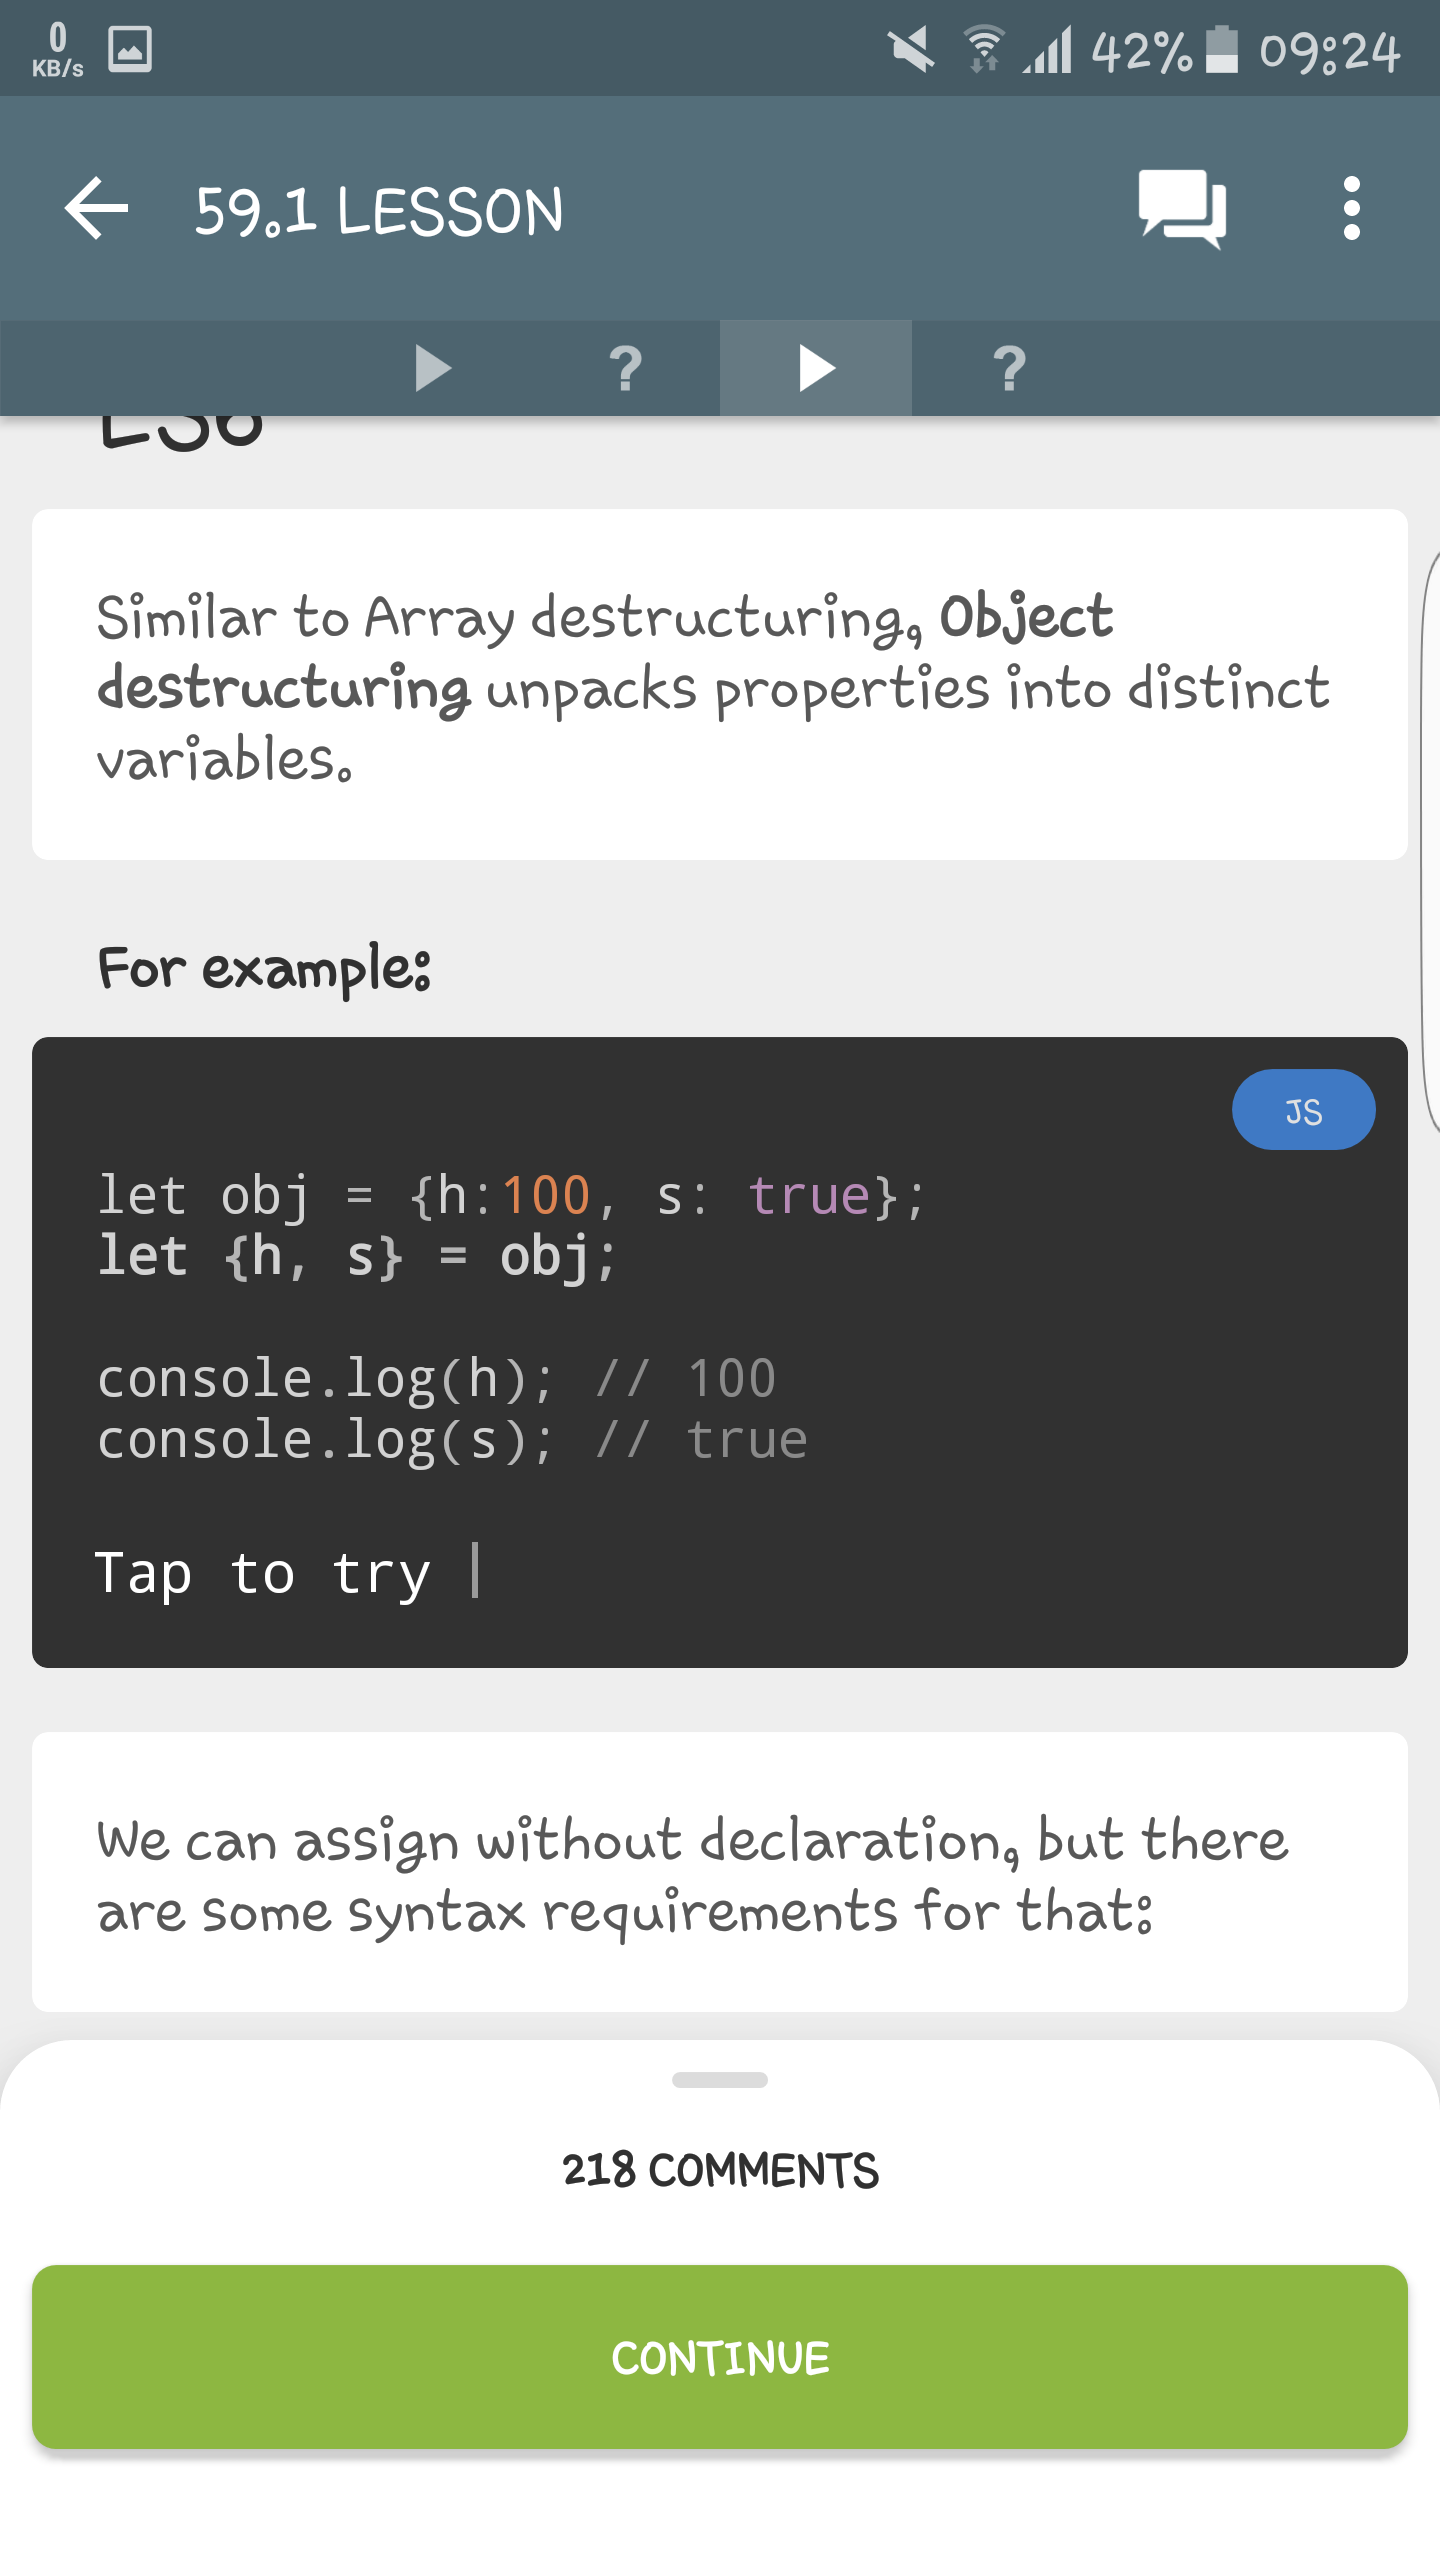 0
KB/s
42% 09:24
59.1 LESSON
? ?
ES6
Similar to Array destructuring, Object
destructuring unpacks properties into distinct
variables.
For example:
JS
let obj = {h:100, s: true};
let {h, s} = obj;
console.log(h); // 100
console.log(s); // true
Tap to try
We can assign without declaration, but there
are some syntax requirements for that:
218 COMMENTS
CONTINUE